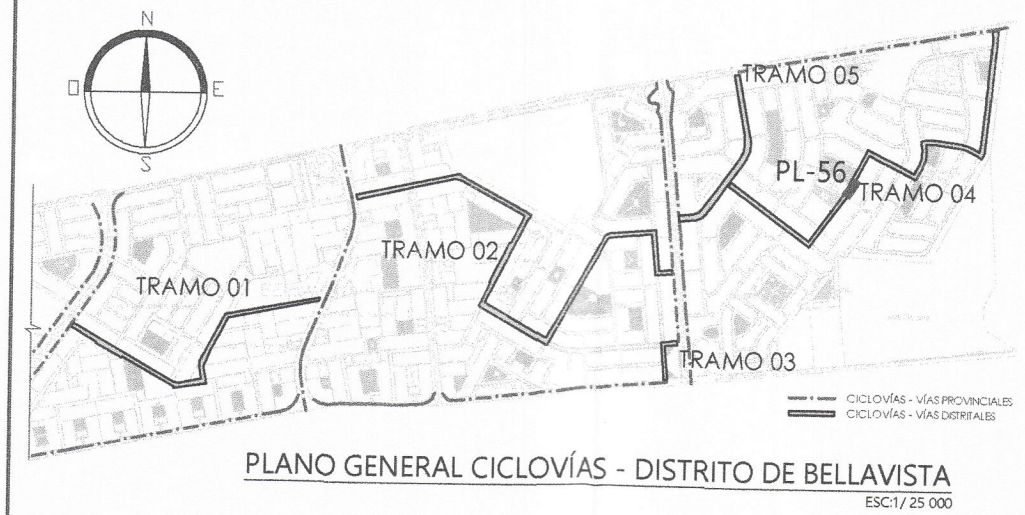 N
O
E
S
TRAMO 05
PL-56
TRAMO 04
TRAMO 02
TRAMO 01
TRAMO 03
CICLOVÍAS - VÍAS PROVINCIALES
CICLOVÍAS - VÍAS DISTRITALES
PLANO GENERAL CICLOVÍAS - DISTRITO DE BELLAVISTA
ESC:1/ 25 000